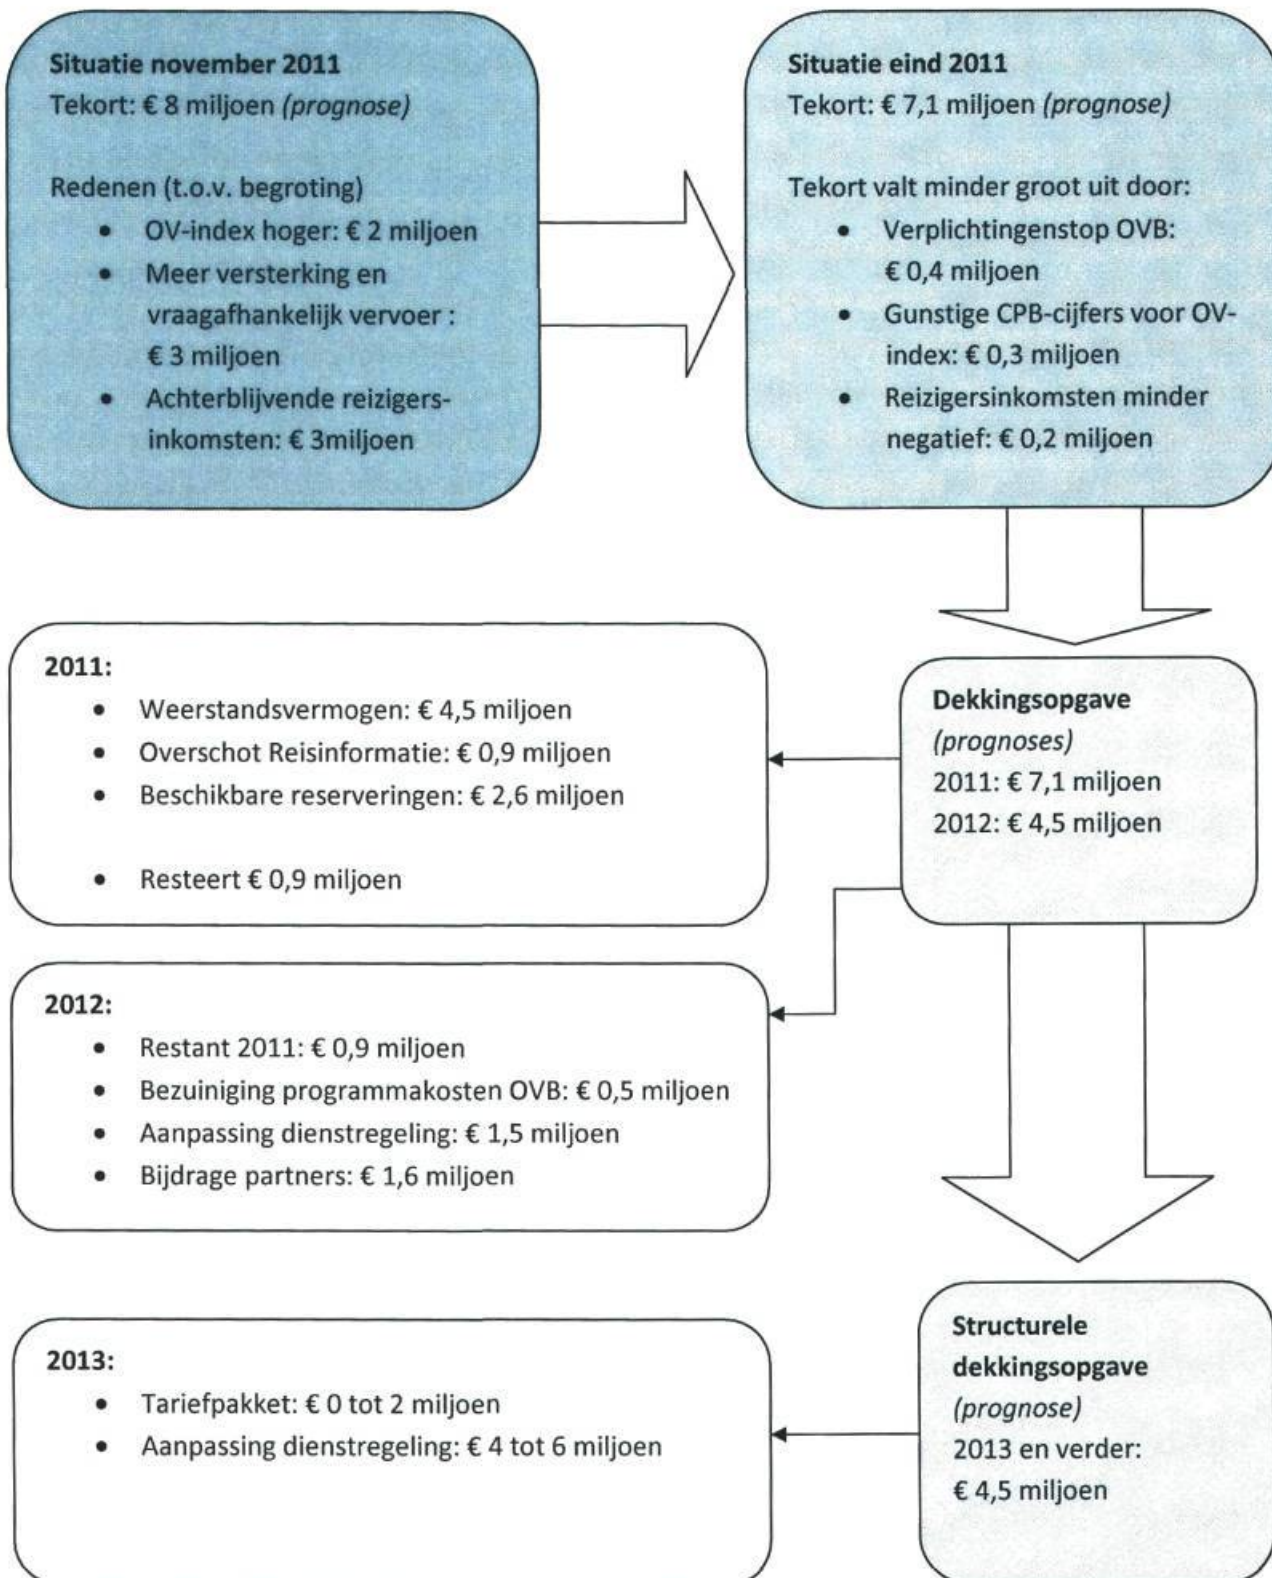 Situatie november 2011
Tekort: € 8 miljoen (prognose)
Redenen (t.o.v. begroting)
• OV-index hoger: € 2 miljoen
• Meer versterking en
vraagafhankelijk vervoer :
€ 3 miljoen
• Achterblijvende reizigers-
inkomsten: € 3miljoen
Situatie eind 2011
Tekort: € 7,1 miljoen (prognose)
Tekort valt minder groot uit door:
• Verplichtingenstop OVB:
€ 0,4 miljoen
• Gunstige CPB-cijfers voor OV-
index: € 0,3 miljoen
• Reizigersinkomsten minder
negatief: € 0,2 miljoen
2011:
• Weerstandsvermogen: € 4,5 miljoen
• Overschot Reisinformatie: € 0,9 miljoen
• Beschikbare reserveringen: € 2,6 miljoen
• Resteert € 0,9 miljoen
Dekkingsopgave
(prognoses)
2011: € 7,1 miljoen
2012: € 4,5 miljoen
2012:
• Restant 2011: € 0,9 miljoen
• Bezuiniging programmakosten OVB: € 0,5 miljoen
• Aanpassing dienstregeling: € 1,5 miljoen
• Bijdrage partners: € 1,6 miljoen
2013:
• Tariefpakket: € 0 tot 2 miljoen
• Aanpassing dienstregeling: € 4 tot 6 miljoen
Structurele
dekkingsopgave
(prognose)
2013 en verder:
€ 4,5 miljoen